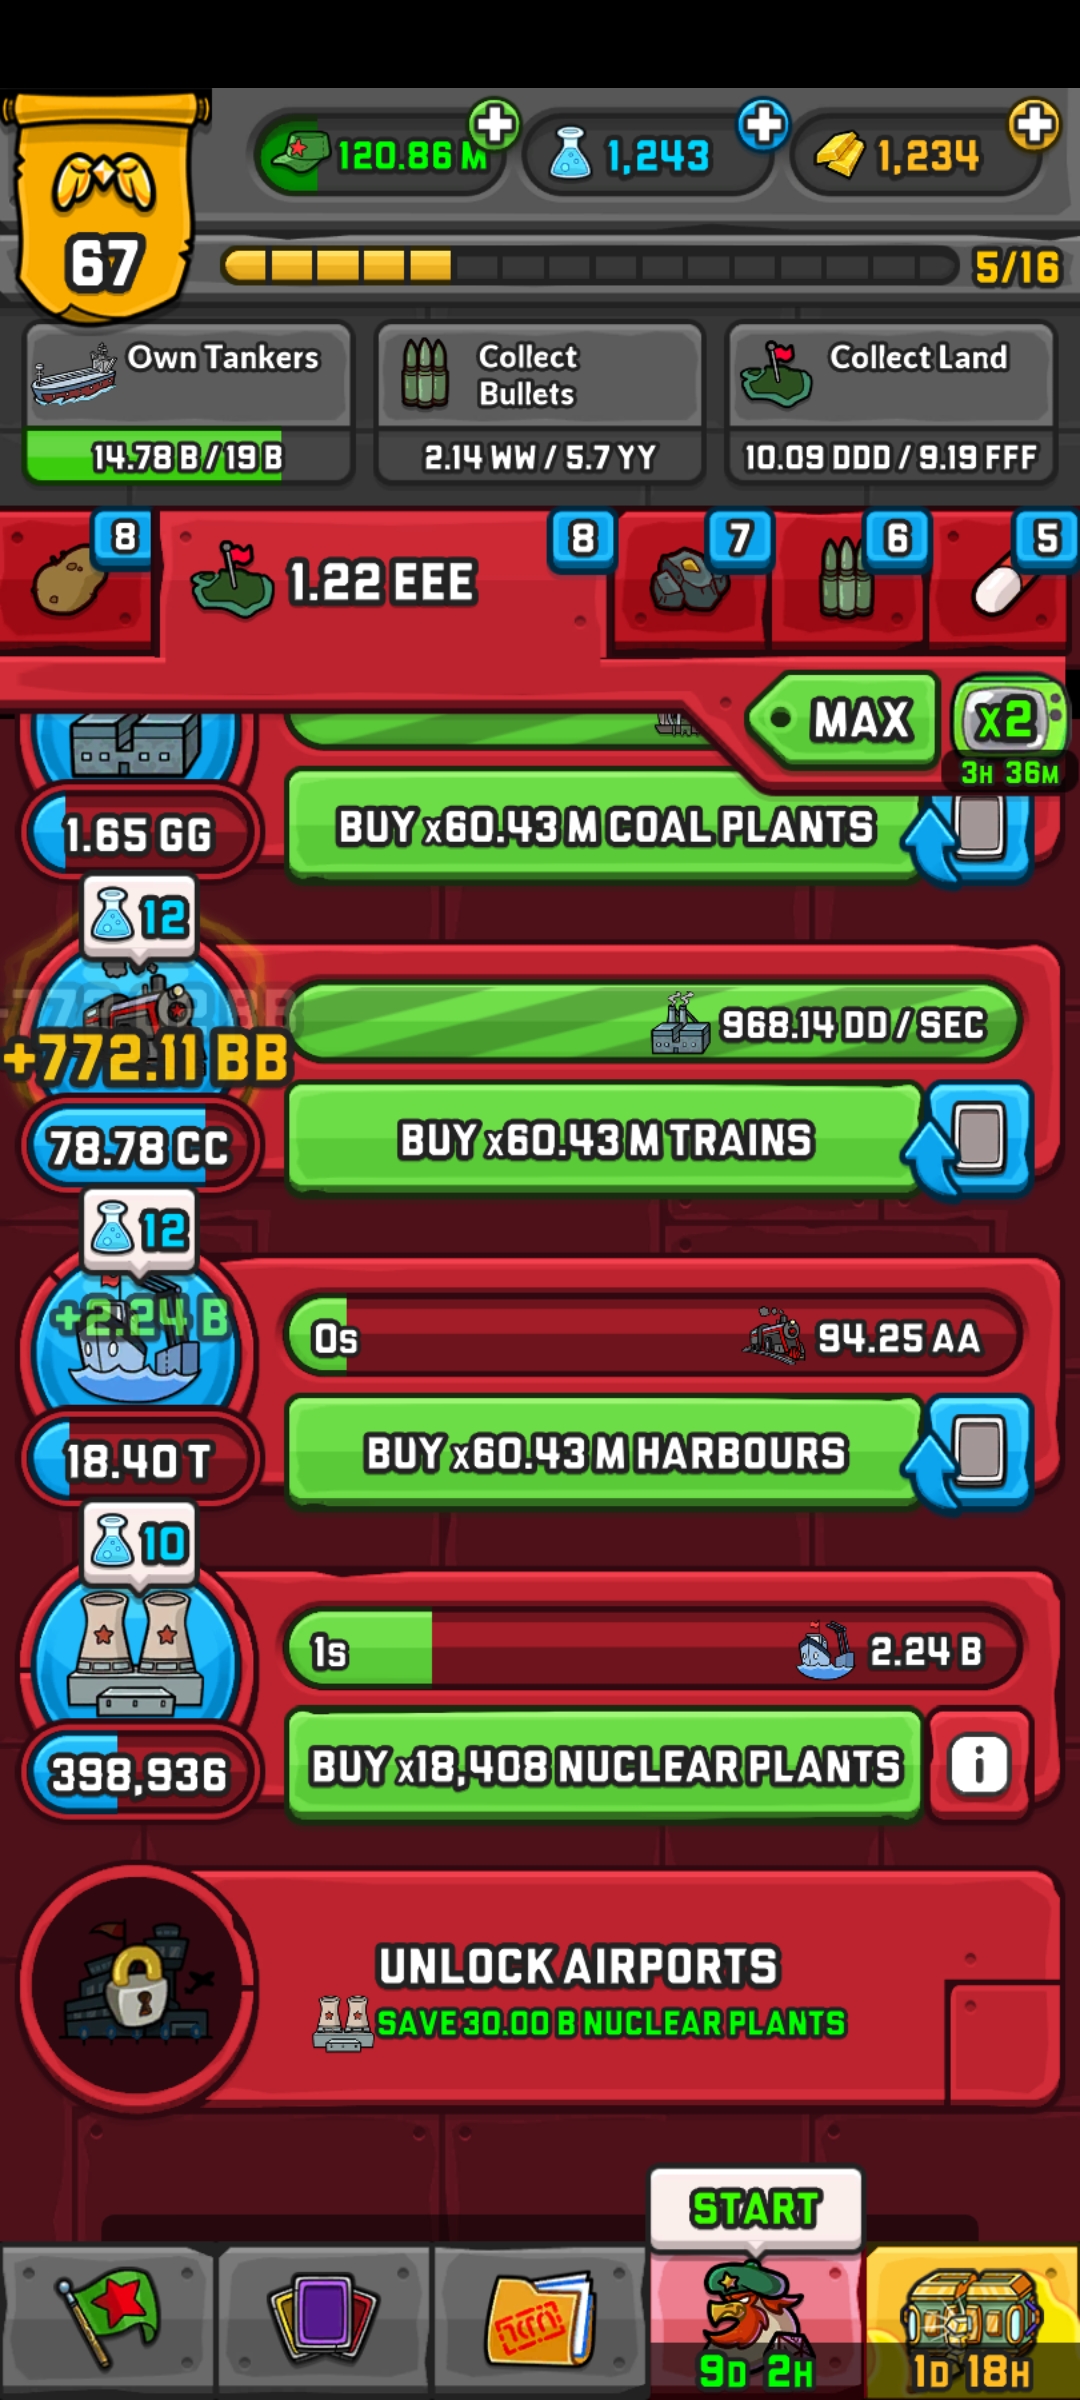 120.86 M
1,243
1,234
67
5/16
Own Tankers
14.78 B / 19 B
Collect
Bullets
2.14 WW / 5.7 YY
Collect Land
10.09 DDD / 9.19 FFF
8
1.22 EEE
8
7
6
5
MAX
x2
3H 36M
1.65 GG
BUY x60.43 M COAL PLANTS
12
968.14 DD / SEC
+772.11 BB
78.78 CC
BUY x60.43 M TRAINS
12
+2.24 B
0s
94.25 AA
18.40 T
BUY x60.43 M HARBOURS
10
1s
2.24 B
398,936
BUY x18,408 NUCLEAR PLANTS
i
UNLOCK AIRPORTS
SAVE 30.00 B NUCLEAR PLANTS
START
9D 2H
1D 18H